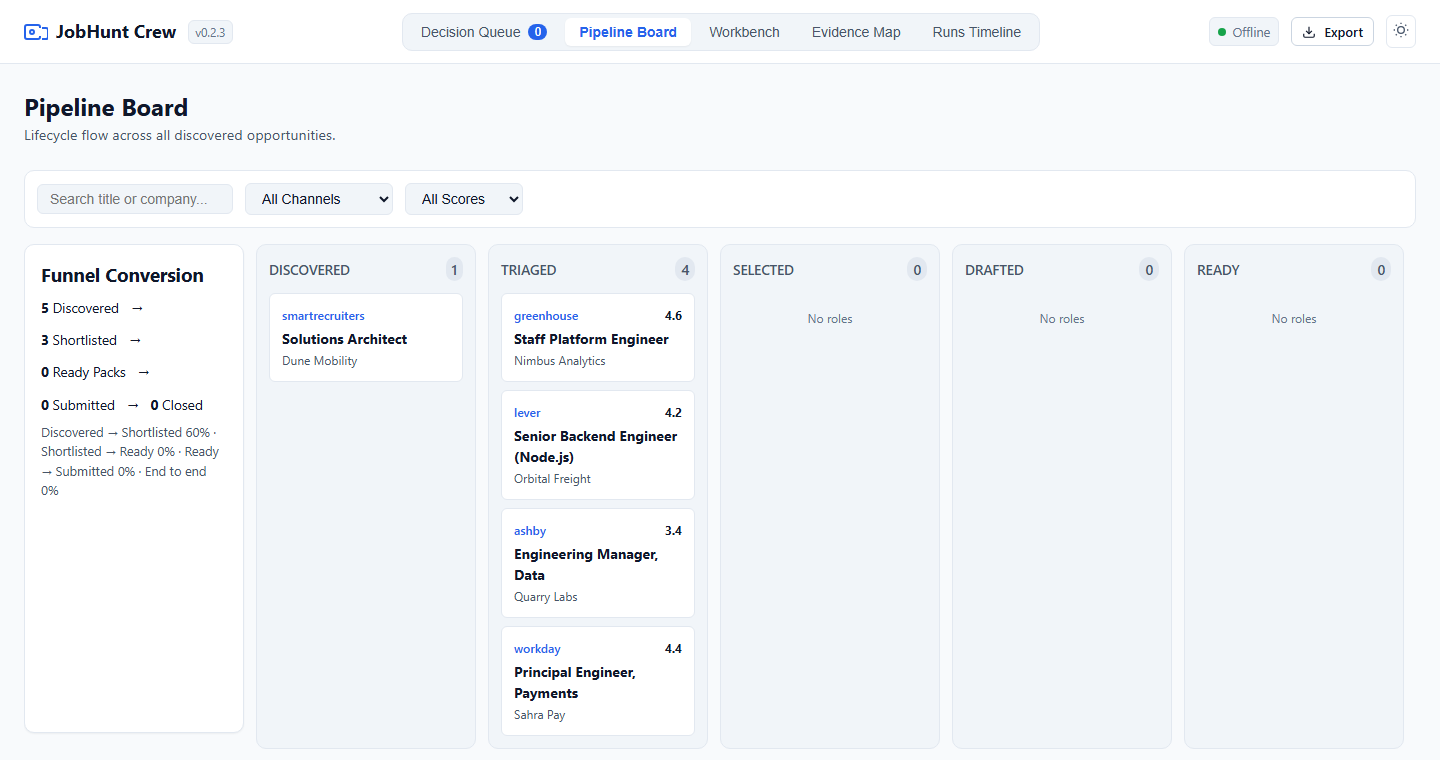 JobHunt Crew v0.2.3
Decision Queue 0
Pipeline Board
Workbench
Evidence Map
Runs Timeline
Offline
Export
Pipeline Board
Lifecycle flow across all discovered opportunities.
Search title or company...
All Channels
All Scores
Funnel Conversion
5 Discovered →
3 Shortlisted →
0 Ready Packs →
0 Submitted → 0 Closed
Discovered → Shortlisted 60% ·
Shortlisted → Ready 0% · Ready
→ Submitted 0% · End to end
0%
DISCOVERED 1
smartrecruiters
Solutions Architect
Dune Mobility
TRIAGED 4
greenhouse 4.6
Staff Platform Engineer
Nimbus Analytics
lever 4.2
Senior Backend Engineer
(Node.js)
Orbital Freight
ashby 3.4
Engineering Manager,
Data
Quarry Labs
workday 4.4
Principal Engineer,
Payments
Sahra Pay
SELECTED 0
No roles
DRAFTED 0
No roles
READY 0
No roles